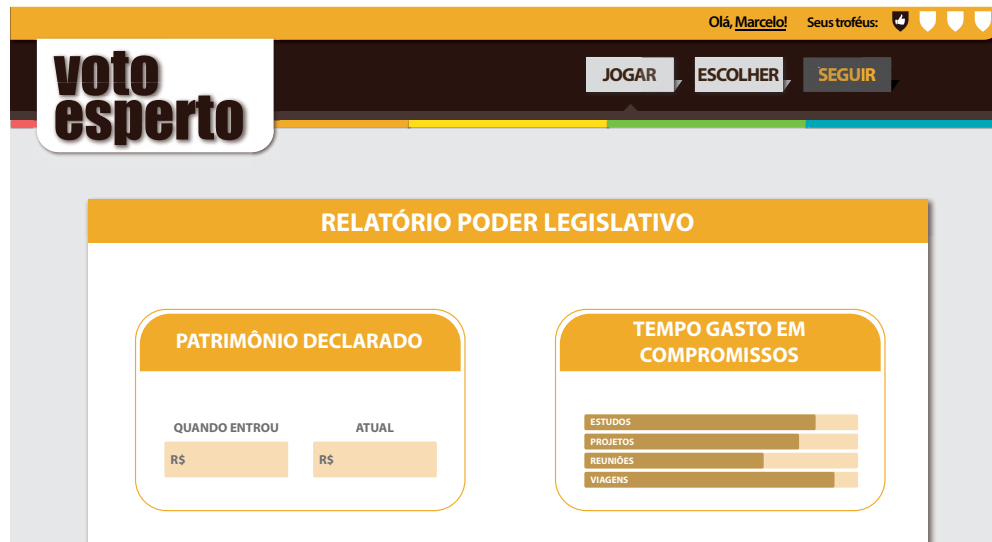 Olá, Marcelo! Seus troféus:
voto
esperto
JOGAR ESCOLHER SEGUIR
RELATÓRIO PODER LEGISLATIVO
PATRIMÔNIO DECLARADO
QUANDO ENTROU ATUAL
R$ R$
TEMPO GASTO EM
COMPROMISSOS
ESTUDOS
PROJETOS
REUNIÕES
VIAGENS